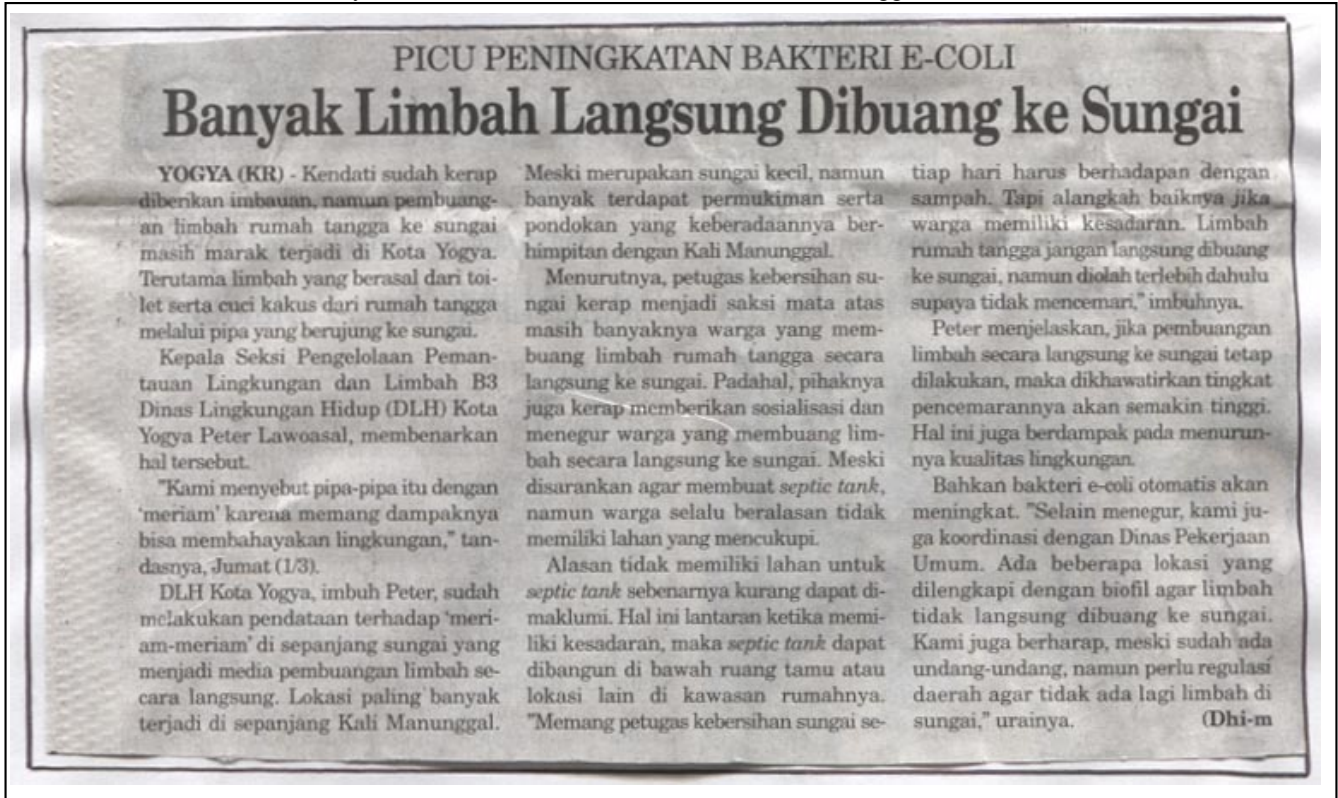 PICU PENINGKATAN BAKTERI E-COLI
Banyak Limbah Langsung Dibuang ke Sungai
YOGYA (KR) - Kendati sudah kerap
diberikan imbauan, namun pembuang-
an limbah rumah tangga ke sungai
masih marak terjadi di Kota Yogya.
Terutama limbah yang berasal dari toi-
let serta cuci kakus dari rumah tangga
melalui pipa yang berujung ke sungai.
Kepala Seksi Pengelolaan Peman-
tauan Lingkungan dan Limbah B3
Dinas Lingkungan Hidup (DLH) Kota
Yogya Peter Lawoasal, membenarkan
hal tersebut.
"Kami menyebut pipa-pipa itu dengan
'meriam' karena memang dampaknya
bisa membahayakan lingkungan," tan-
dasnya, Jumat (1/3).
DLH Kota Yogya, imbuh Peter, sudah
melakukan pendataan terhadap 'meri-
am-meriam' di sepanjang sungai yang
menjadi media pembuangan limbah se-
cara langsung. Lokasi paling banyak
terjadi di sepanjang Kali Manunggal.
Meski merupakan sungai kecil, namun
banyak terdapat permukiman serta
pondokan yang keberadaannya ber-
himpitan dengan Kali Manunggal.
Menurutnya, petugas kebersihan su-
ngai kerap menjadi saksi mata atas
masih banyaknya warga yang mem-
buang limbah rumah tangga secara
langsung ke sungai. Padahal, pihaknya
juga kerap memberikan sosialisasi dan
menegur warga yang membuang lim-
bah secara langsung ke sungai. Meski
disarankan agar membuat septic tank,
namun warga selalu beralasan tidak
memiliki lahan yang mencukupi.
Alasan tidak memiliki lahan untuk
septic tank sebenarnya kurang dapat di-
maklumi. Hal ini lantaran ketika memi-
liki kesadaran, maka septic tank dapat
dibangun di bawah ruang tamu atau
lokasi lain di kawasan rumahnya.
"Memang petugas kebersihan sungai se-
tiap hari harus berhadapan dengan
sampah. Tapi alangkah baiknya jika
warga memiliki kesadaran. Limbah
rumah tangga jangan langsung dibuang
ke sungai, namun diolah terlebih dahulu
supaya tidak mencemari," imbuhnya.
Peter menjelaskan, jika pembuangan
limbah secara langsung ke sungai tetap
dilakukan, maka dikhawatirkan tingkat
pencemarannya akan semakin tinggi.
Hal ini juga berdampak pada menurun-
nya kualitas lingkungan.
Bahkan bakteri e-coli otomatis akan
meningkat. "Selain menegur, kami ju-
ga koordinasi dengan Dinas Pekerjaan
Umum. Ada beberapa lokasi yang
dilengkapi dengan biofil agar limbah
tidak langsung dibuang ke sungai.
Kami juga berharap, meski sudah ada
undang-undang, namun perlu regulasi
daerah agar tidak ada lagi limbah di
sungai," urainya. (Dhi-m